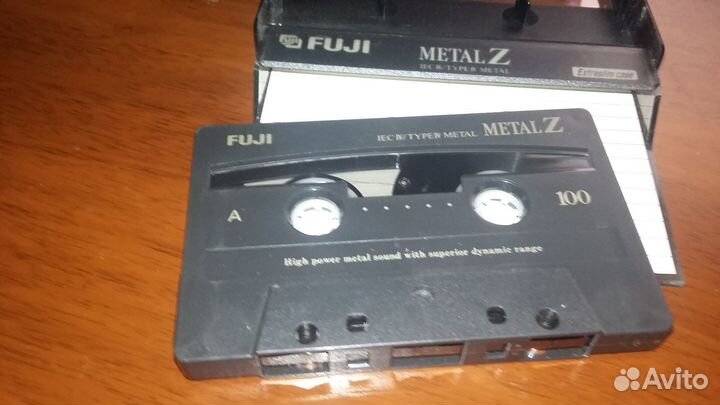 FUJI METAL Z
IEC IV/TYPE IV METAL
Extraslim case
FUJI IEC IV/TYPE IV METAL METAL Z
A 100
High power metal sound with superior dynamic range
Avito